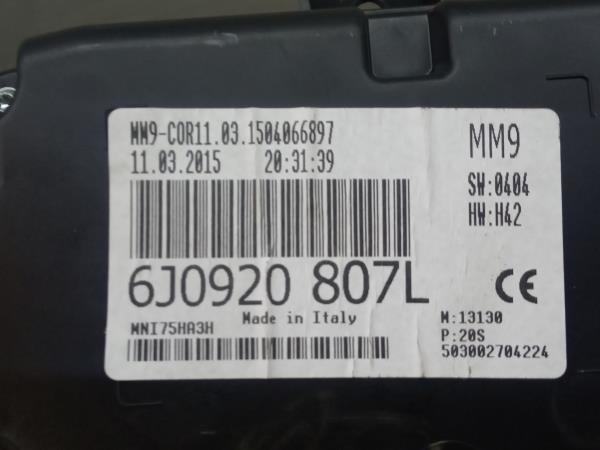 MM9-COR11.03.1504066897
11.03.2015 20:31:39
MM9
SW:0404
HW:H42
6J0920 807L
CE
MNI75HA3H
Made in Italy
M:13130
P:20S
503002704224